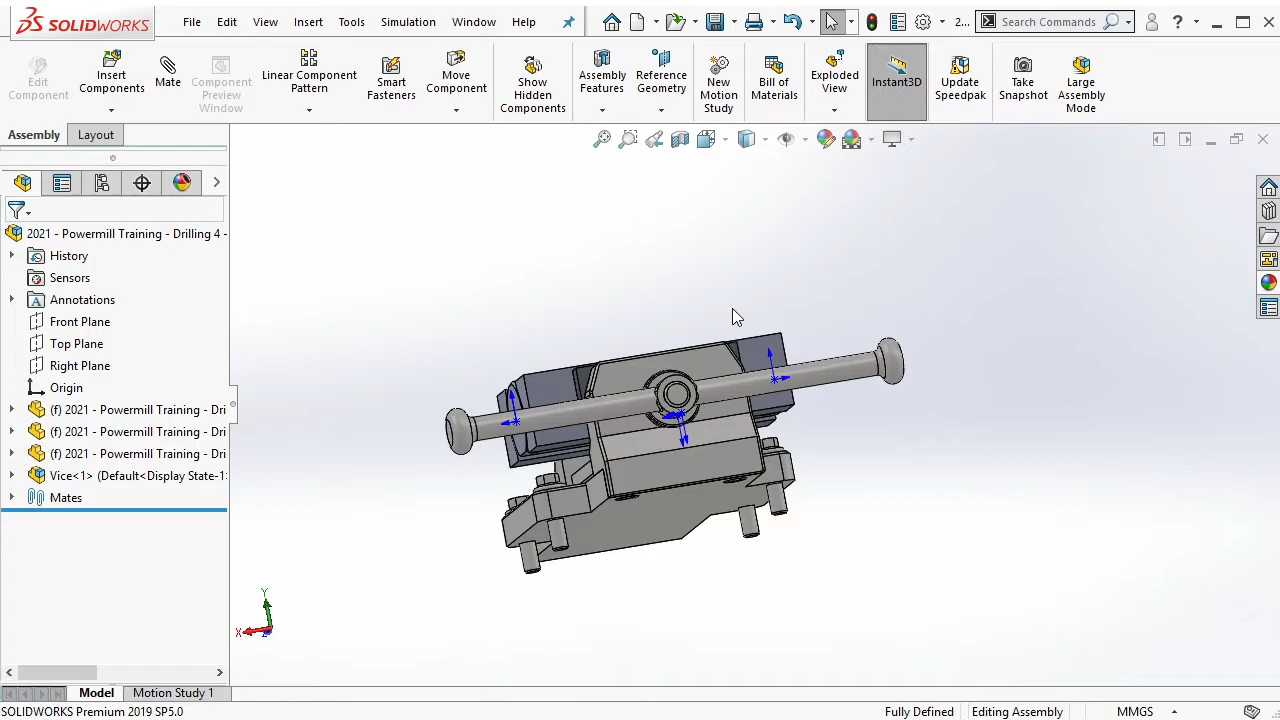 SOLIDWORKS
File Edit View Insert Tools Simulation Window Help
2...
Search Commands
Edit Component
Insert Components
Mate
Component Preview Window
Linear Component Pattern
Smart Fasteners
Move Component
Show Hidden Components
Assembly Features
Reference Geometry
New Motion Study
Bill of Materials
Exploded View
Instant3D
Update Speedpak
Take Snapshot
Large Assembly Mode
Assembly Layout
2021 - Powermill Training - Drilling 4 -
History
Sensors
Annotations
Front Plane
Top Plane
Right Plane
Origin
(f) 2021 - Powermill Training - Dri
(f) 2021 - Powermill Training - Dri
(f) 2021 - Powermill Training - Dri
Vice<1> (Default<Display State-1
Mates
Y
X
Z
Model Motion Study 1
SOLIDWORKS Premium 2019 SP5.0
Fully Defined Editing Assembly MMGS